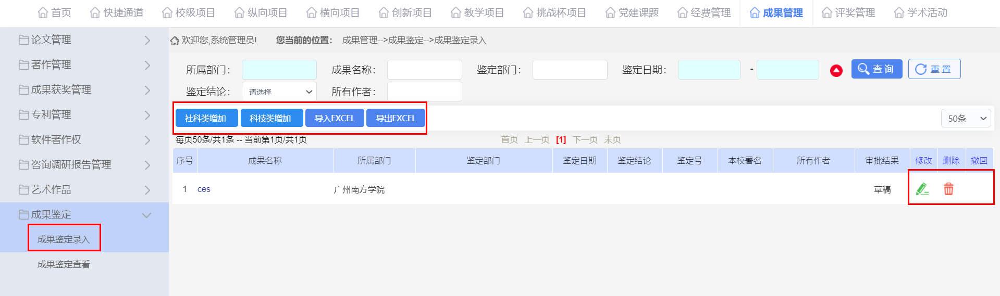 首页 快捷通道 校级项目 纵向项目 横向项目 创新项目 教学项目 挑战杯项目 党建课题 经费管理 成果管理 评奖管理 学术活动
论文管理
著作管理
成果获奖管理
专利管理
软件著作权
咨询调研报告管理
艺术作品
成果鉴定
成果鉴定录入
成果鉴定查看
欢迎您,系统管理员! 您当前的位置： 成果管理-->成果鉴定-->成果鉴定录入
所属部门： 成果名称： 鉴定部门： 鉴定日期： - 查 询 重 置
鉴定结论： 请选择 所有作者：
社科类增加 科技类增加 导入EXCEL 导出EXCEL 50条
每页50条/共1条 -- 当前第1页/共1页 首页 上一页 [1] 下一页 末页
序号 成果名称 所属部门 鉴定部门 鉴定日期 鉴定结论 鉴定号 本校署名 所有作者 审批结果 修改 删除 撤回
1 ces 广州南方学院 草稿